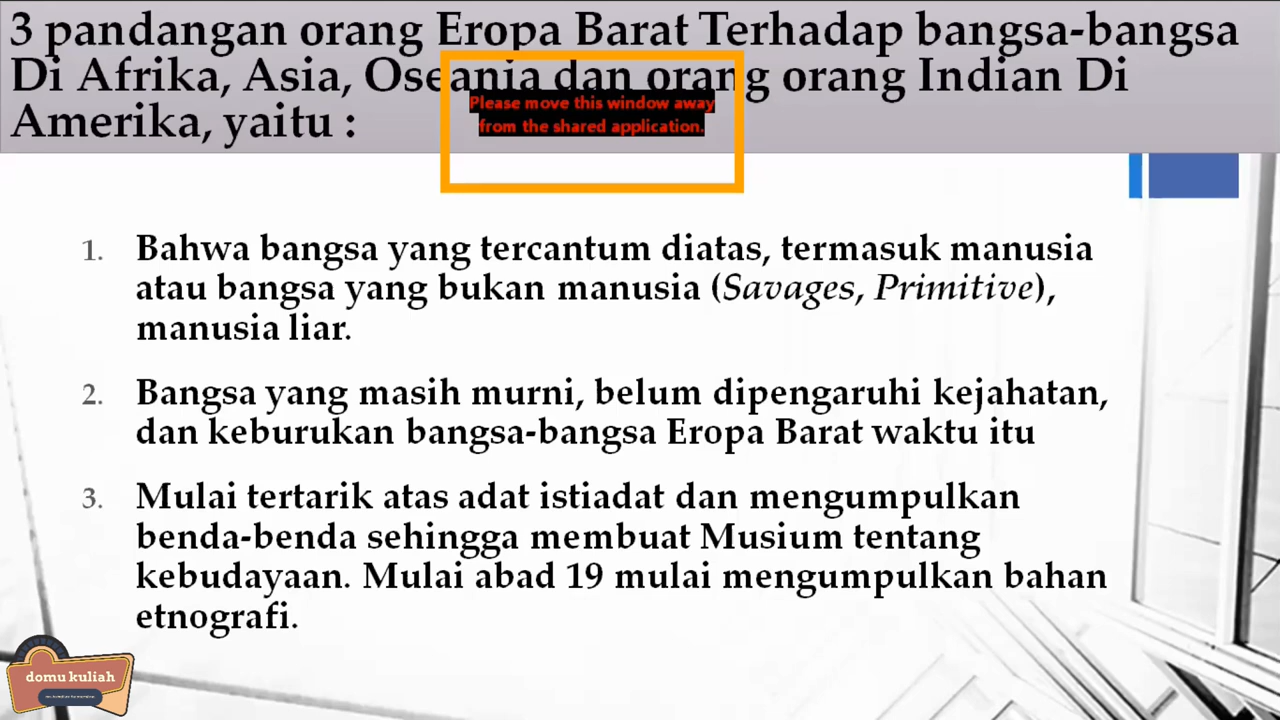 3 pandangan orang Eropa Barat Terhadap bangsa-bangsa
Di Afrika, Asia, Oseania dan orang orang Indian Di
Amerika, yaitu :
Please move this window away
from the shared application.
1. Bahwa bangsa yang tercantum diatas, termasuk manusia
atau bangsa yang bukan manusia (Savages, Primitive),
manusia liar.
2. Bangsa yang masih murni, belum dipengaruhi kejahatan,
dan keburukan bangsa-bangsa Eropa Barat waktu itu
3. Mulai tertarik atas adat istiadat dan mengumpulkan
benda-benda sehingga membuat Musium tentang
kebudayaan. Mulai abad 19 mulai mengumpulkan bahan
etnografi.
domu kuliah